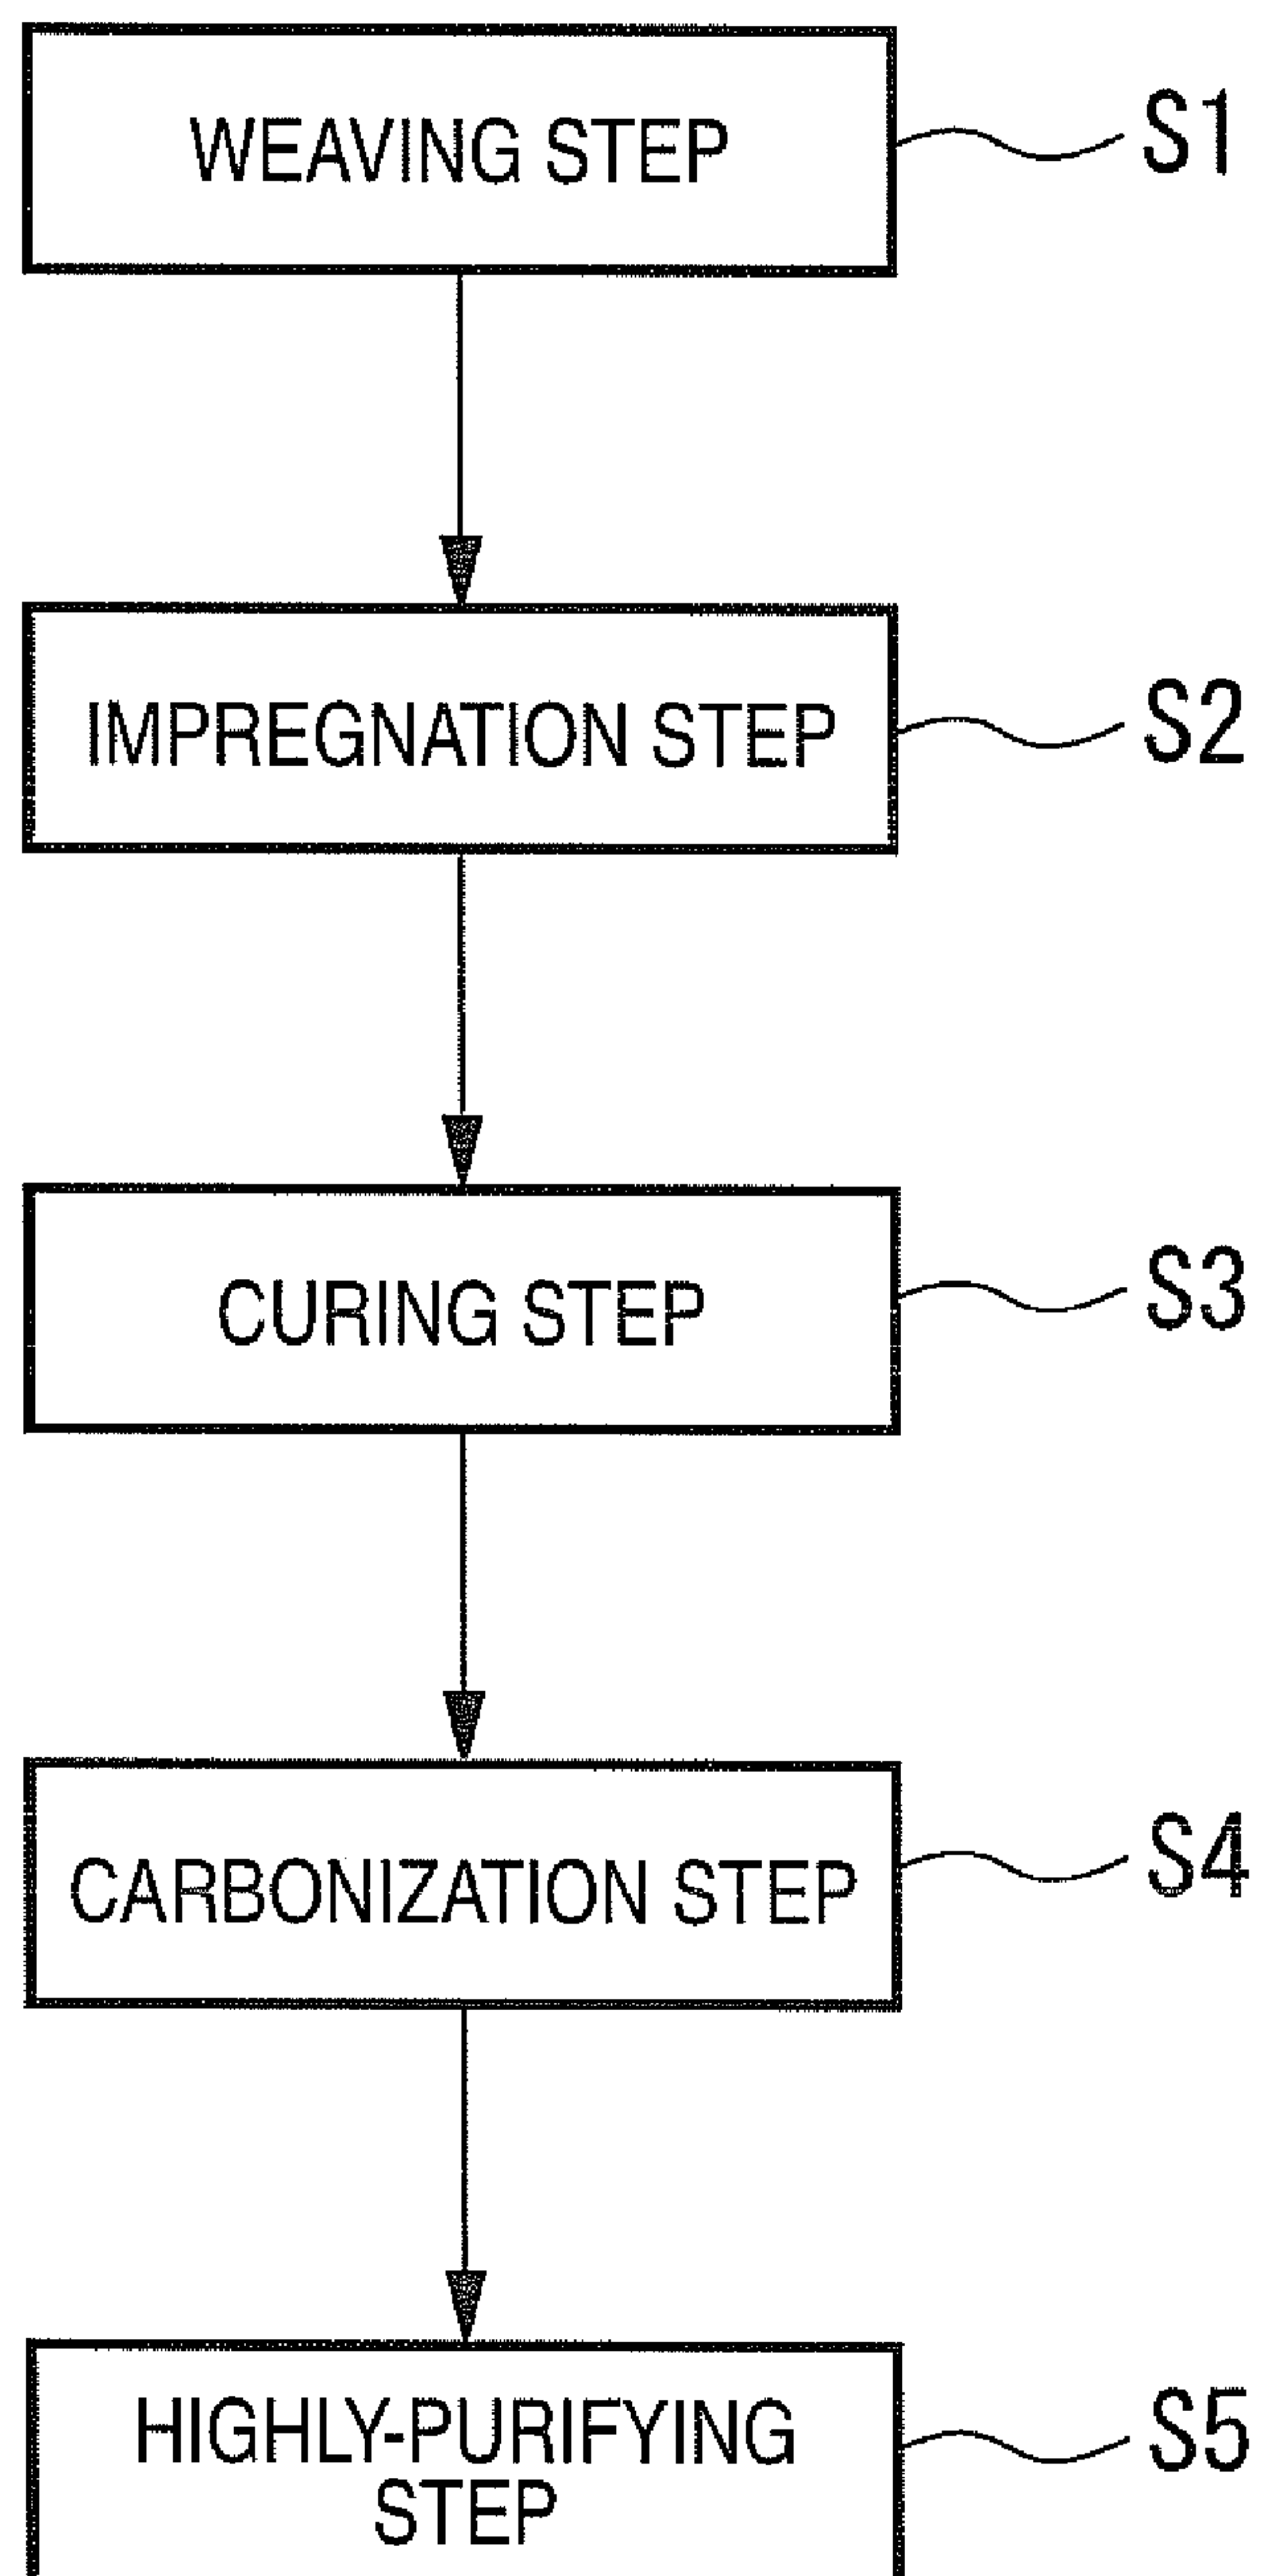 WEAVING STEP
S1
IMPREGNATION STEP
S2
CURING STEP
S3
CARBONIZATION STEP
S4
HIGHLY-PURIFYING
STEP
S5